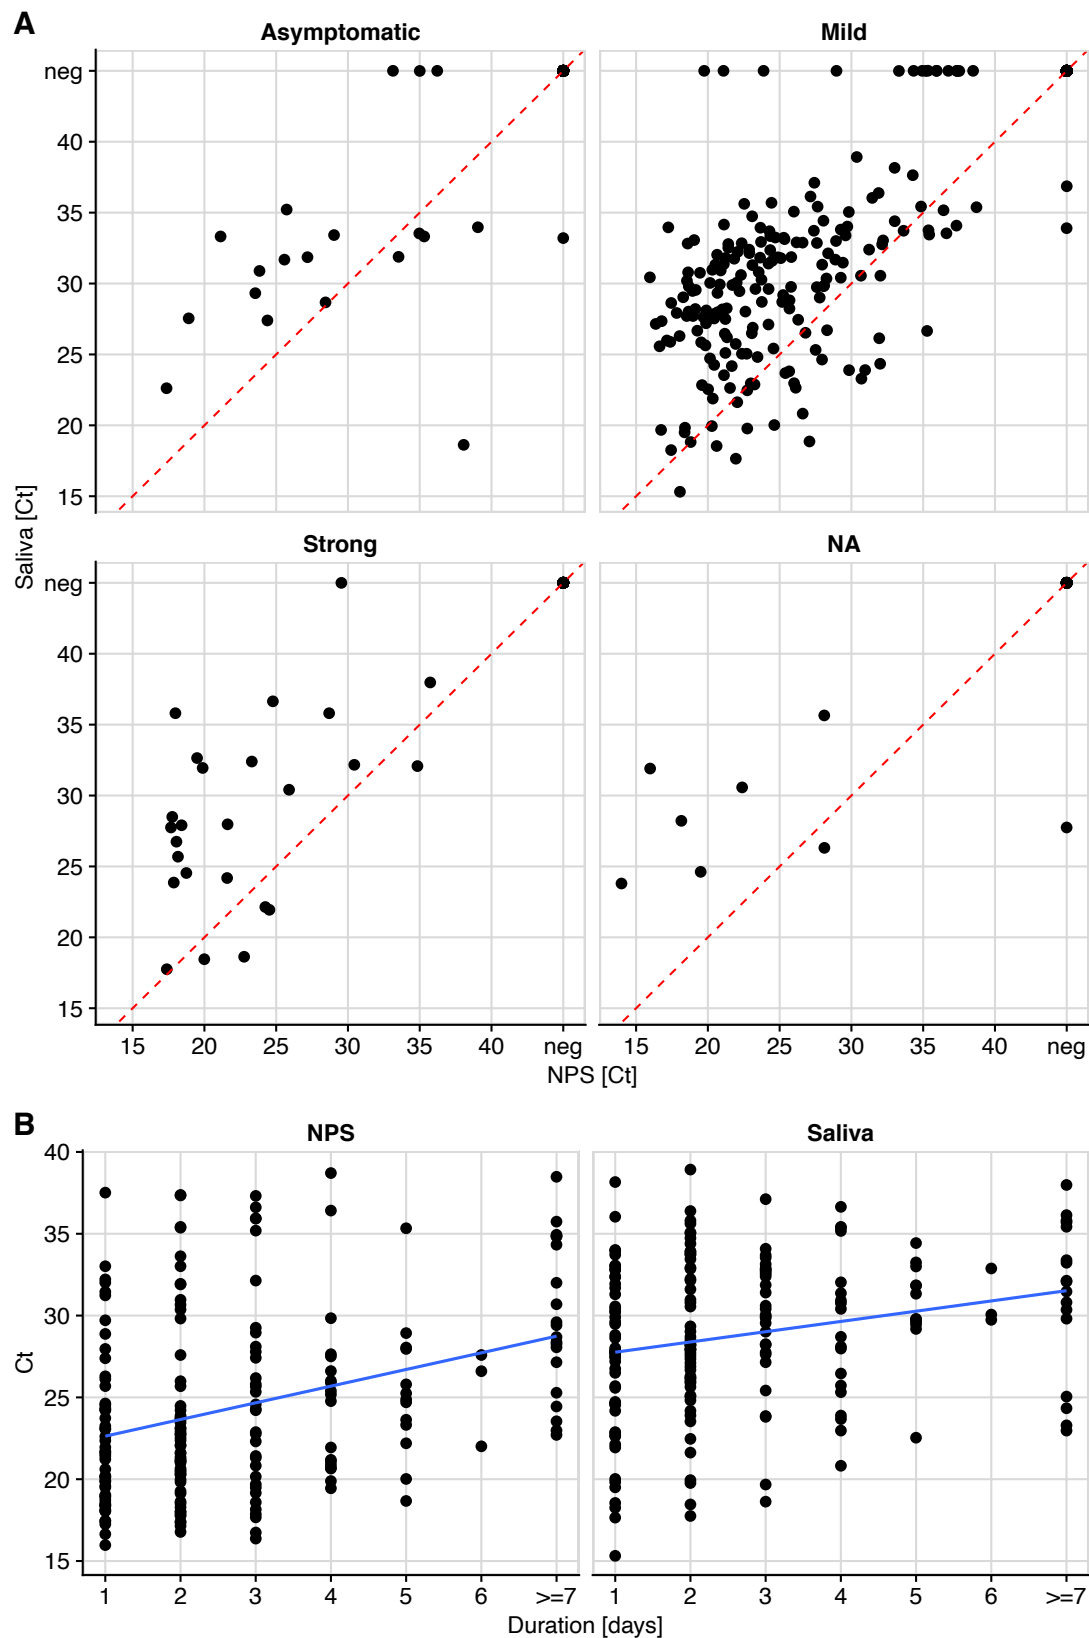 A
Asymptomatic
Mild
neg
40
35
30
25
20
15
Strong
NA
neg
40
35
30
25
20
15
Saliva [Ct]
15 20 25 30 35 40 neg
15 20 25 30 35 40 neg
NPS [Ct]
B
NPS
Saliva
40
35
30
25
20
15
Ct
1 2 3 4 5 6 >=7
1 2 3 4 5 6 >=7
Duration [days]